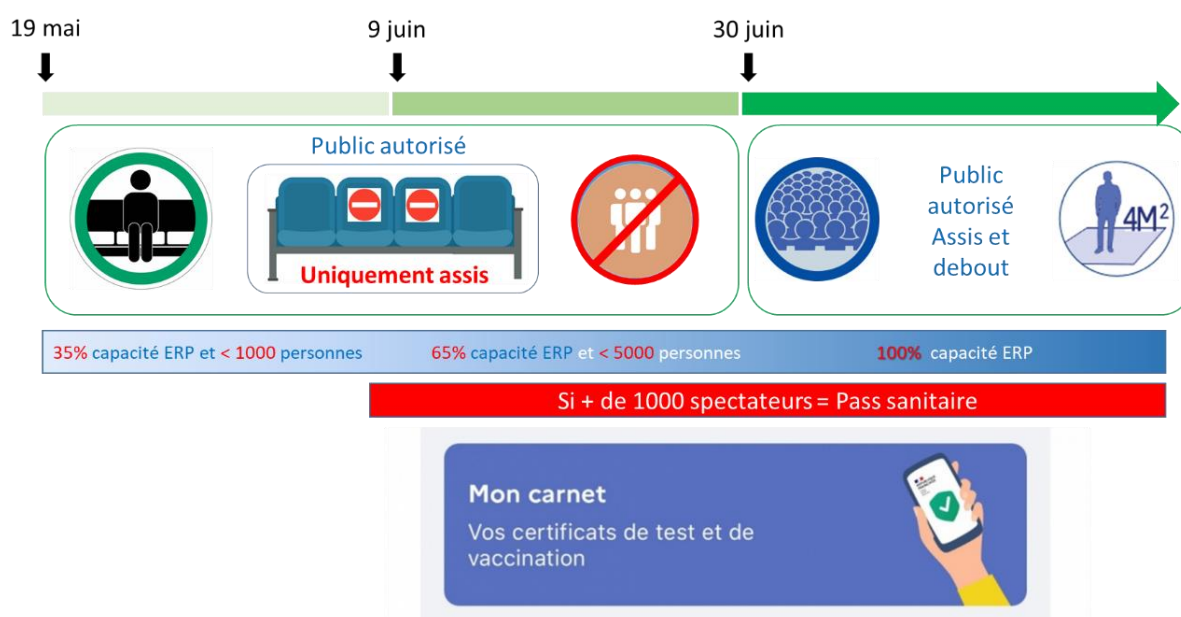 19 mai
9 juin
30 juin
Public autorisé
Uniquement assis
Public
autorisé
Assis et
debout
4M²
35% capacité ERP et < 1000 personnes
65% capacité ERP et < 5000 personnes
100% capacité ERP
Si + de 1000 spectateurs = Pass sanitaire
Mon carnet
Vos certificats de test et de
vaccination